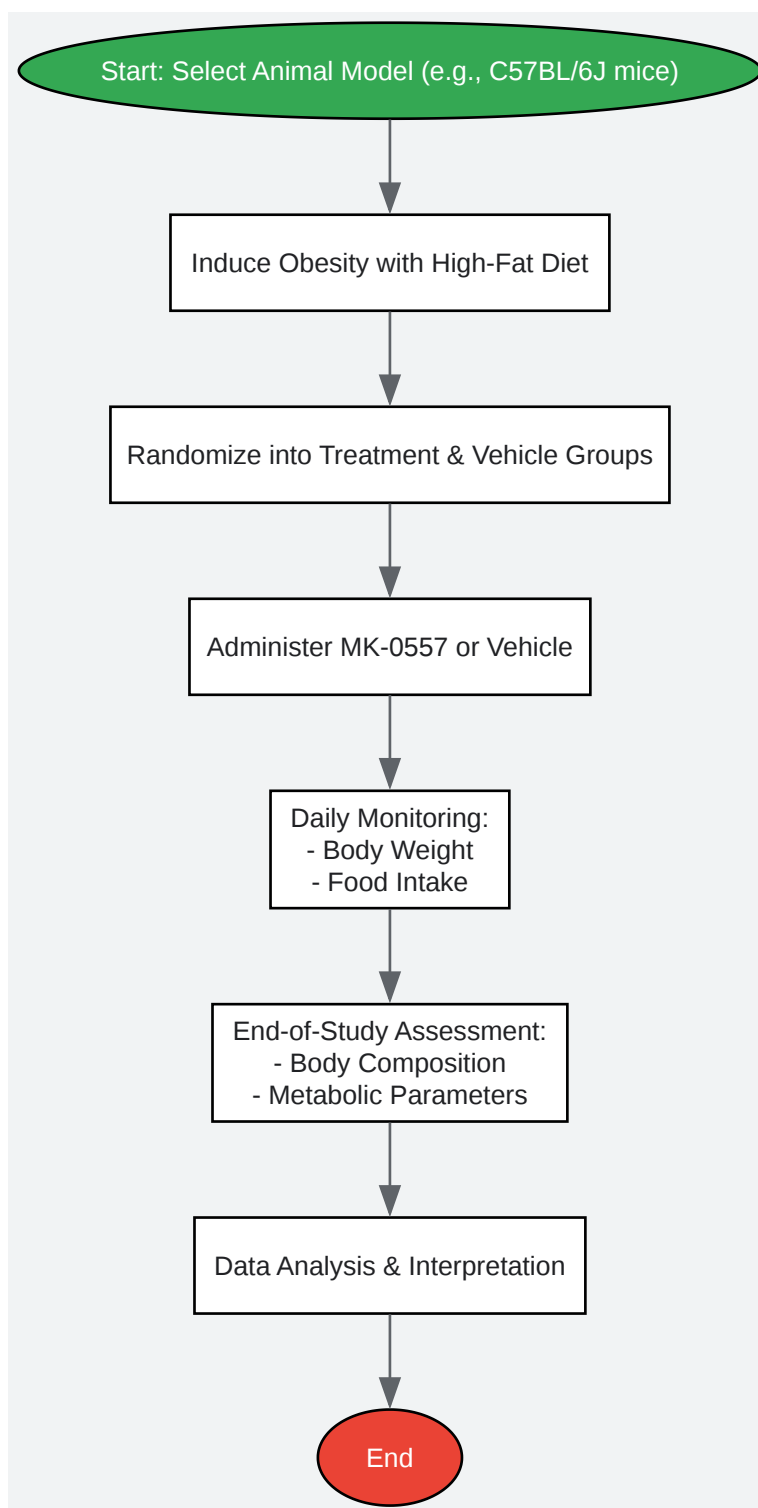 Start: Select Animal Model (e.g., C57BL/6J mice)
Induce Obesity with High-Fat Diet
Randomize into Treatment & Vehicle Groups
Administer MK-0557 or Vehicle
Daily Monitoring:
- Body Weight
- Food Intake
End-of-Study Assessment:
- Body Composition
- Metabolic Parameters
Data Analysis & Interpretation
End